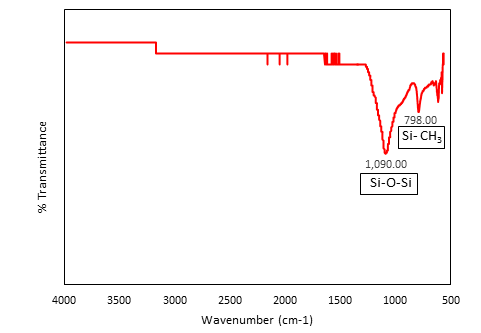 798.00
Si- CH3
1,090.00
Si-O-Si
% Transmittance
4000 3500 3000 2500 2000 1500 1000 500
Wavenumber (cm-1)